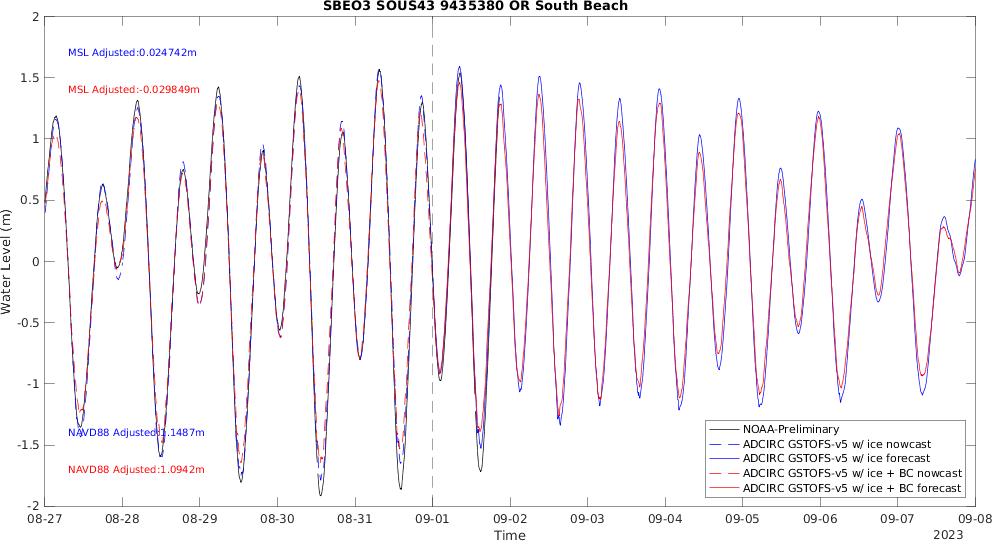 SBEO3 SOUS43 9435380 OR South Beach
2
1.5
1
0.5
0
-0.5
-1
-1.5
-2
Water Level (m)
MSL Adjusted:0.024742m
MSL Adjusted:-0.029849m
NAVD88 Adjusted:1.1487m
NAVD88 Adjusted:1.0942m
NOAA-Preliminary
ADCIRC GSTOFS-v5 w/ ice nowcast
ADCIRC GSTOFS-v5 w/ ice forecast
ADCIRC GSTOFS-v5 w/ ice + BC nowcast
ADCIRC GSTOFS-v5 w/ ice + BC forecast
08-27 08-28 08-29 08-30 08-31 09-01 09-02 09-03 09-04 09-05 09-06 09-07 09-08
Time
2023